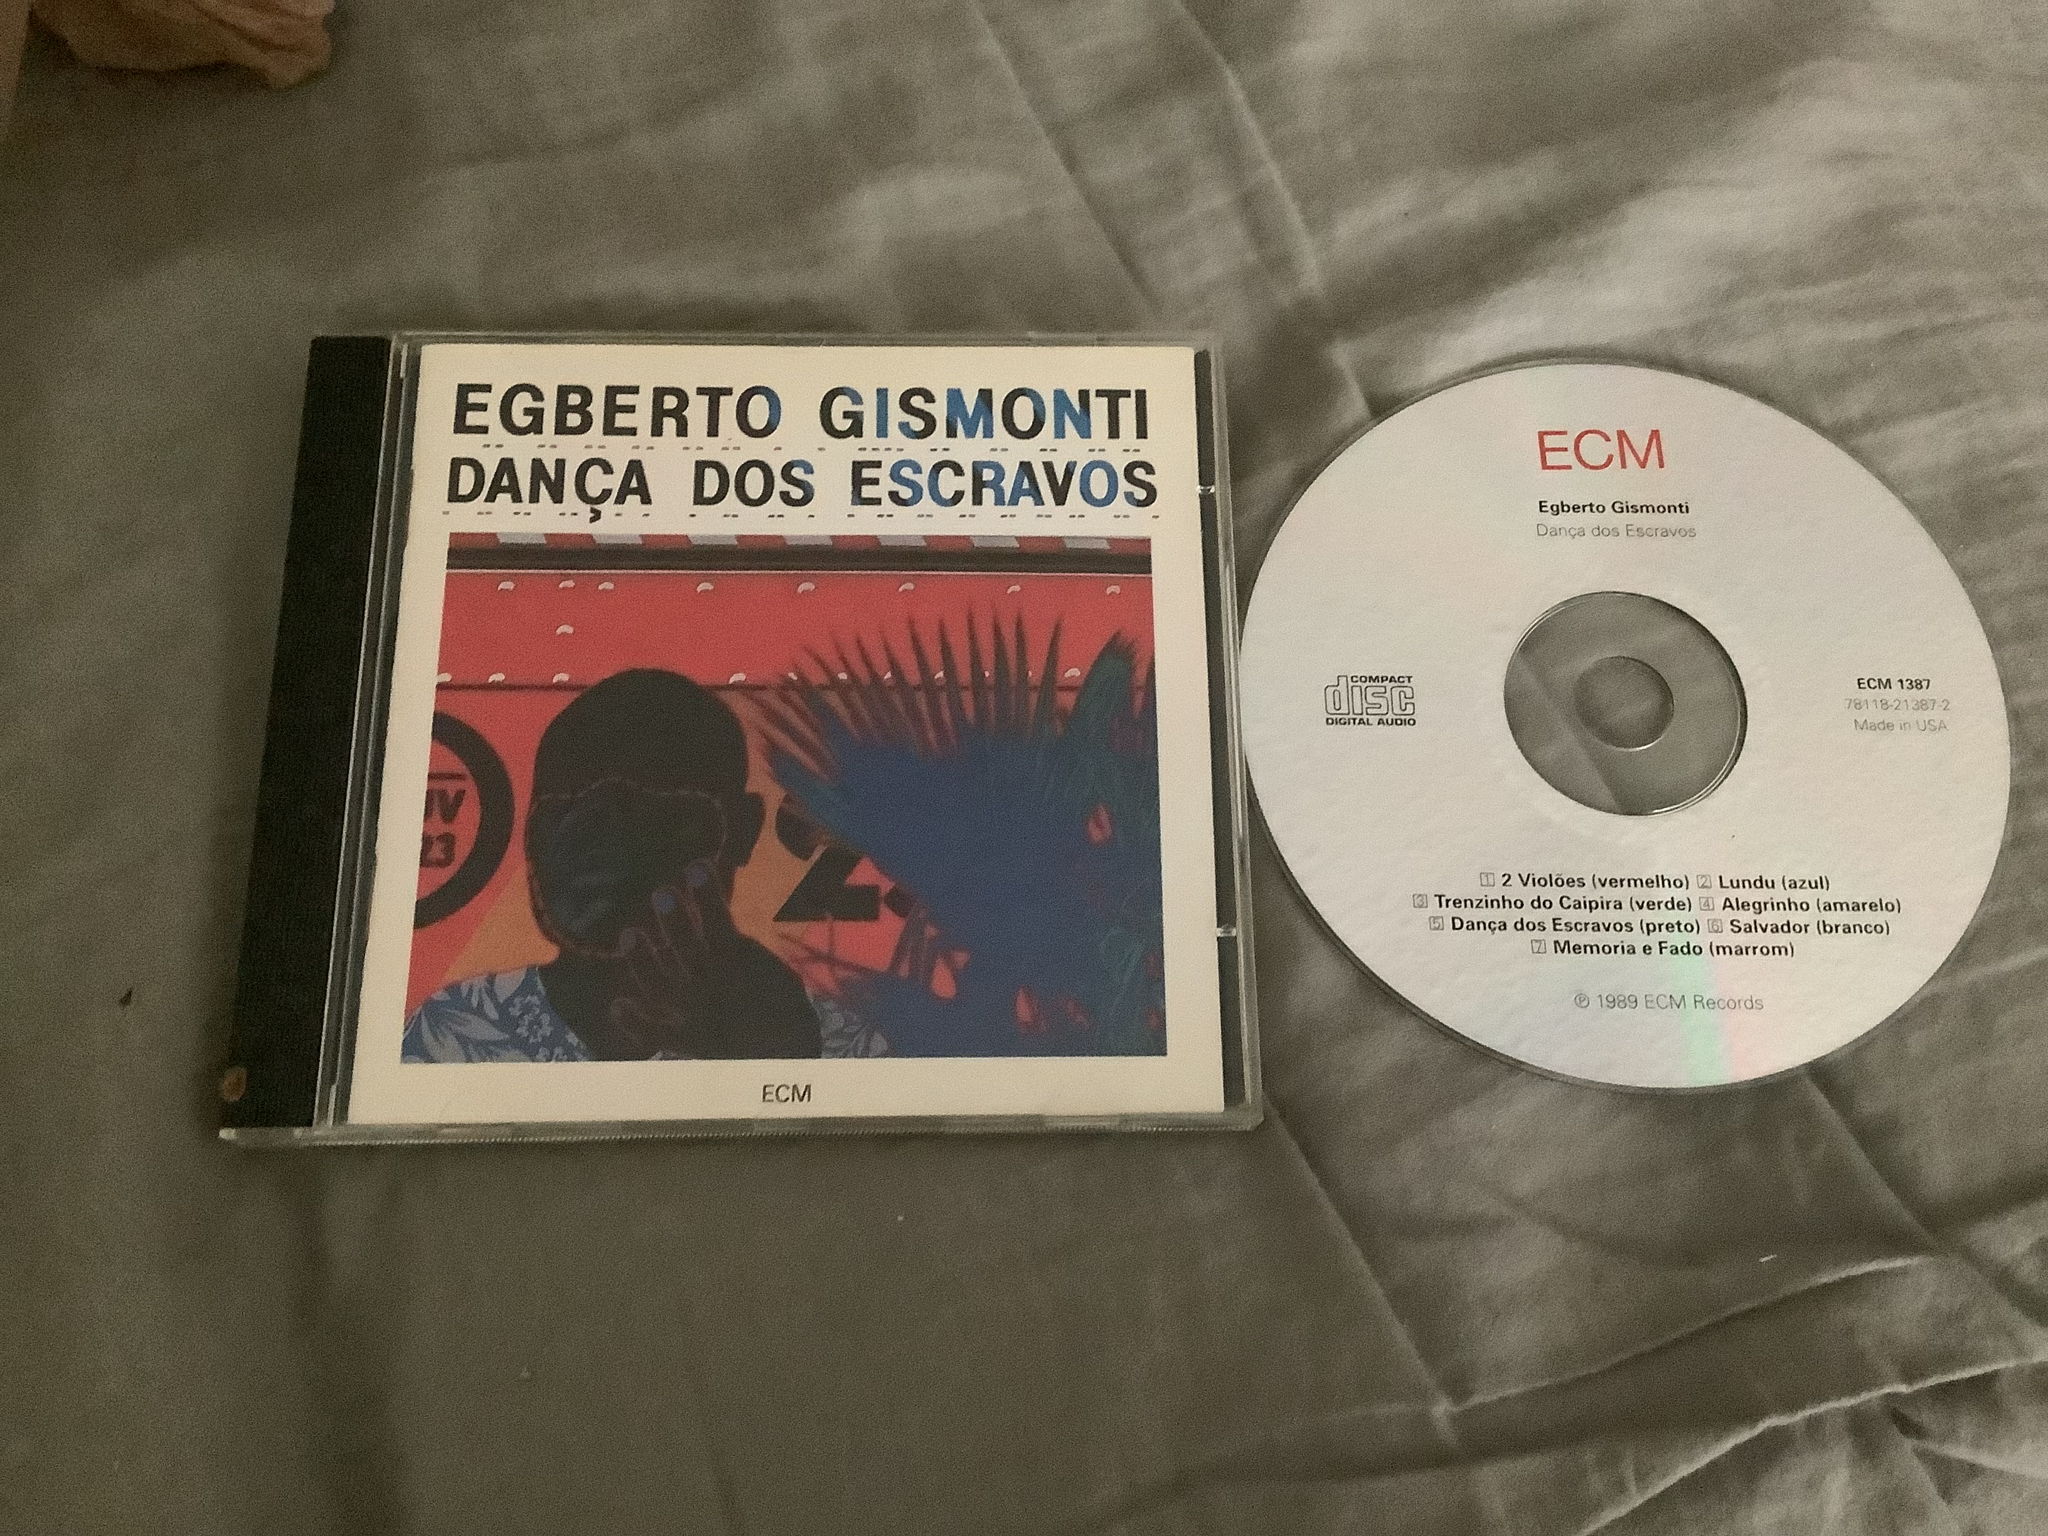 EGBERTO GISMONTI
DANÇA DOS ESCRAVOS
23
ECM
ECM
Egberto Gismonti
Dança dos Escravos
COMPACT
disc
DIGITAL AUDIO
ECM 1387
78118-21387-2
Made in USA
1 2 Violões (vermelho) 2 Lundu (azul)
3 Trenzinho do Caipira (verde) 4 Alegrinho (amarelo)
5 Dança dos Escravos (preto) 6 Salvador (branco)
7 Memoria e Fado (marrom)
℗ 1989 ECM Records